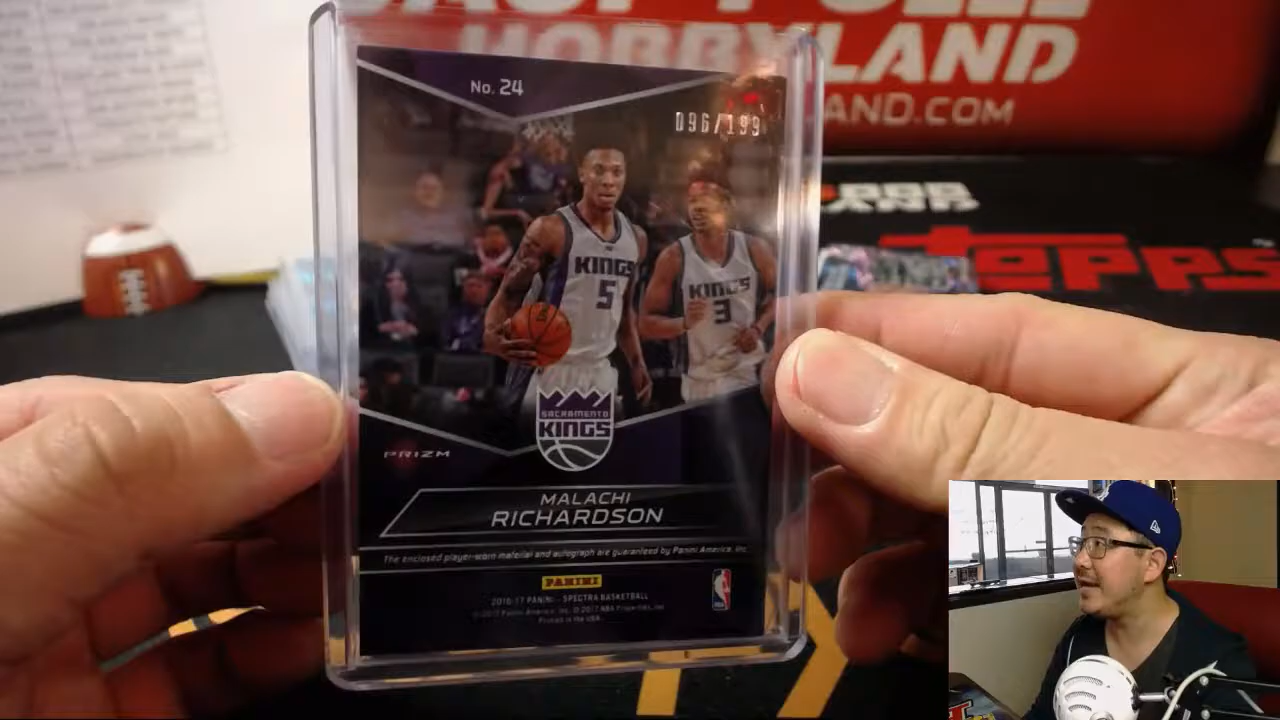 HOBBYLAND
LAND.COM
No. 24
096/199
TOPPS
KINGS
5
KINGS
3
SACRAMENTO
KINGS
PRIZM
MALACHI
RICHARDSON
The enclosed player-worn material and autograph are guaranteed by Panini America, Inc.
PANINI
2016-17 PANINI - SPECTRA BASKETBALL
© 2017 Panini America, Inc. © 2017 NBA Properties, Inc.
Printed in the USA.